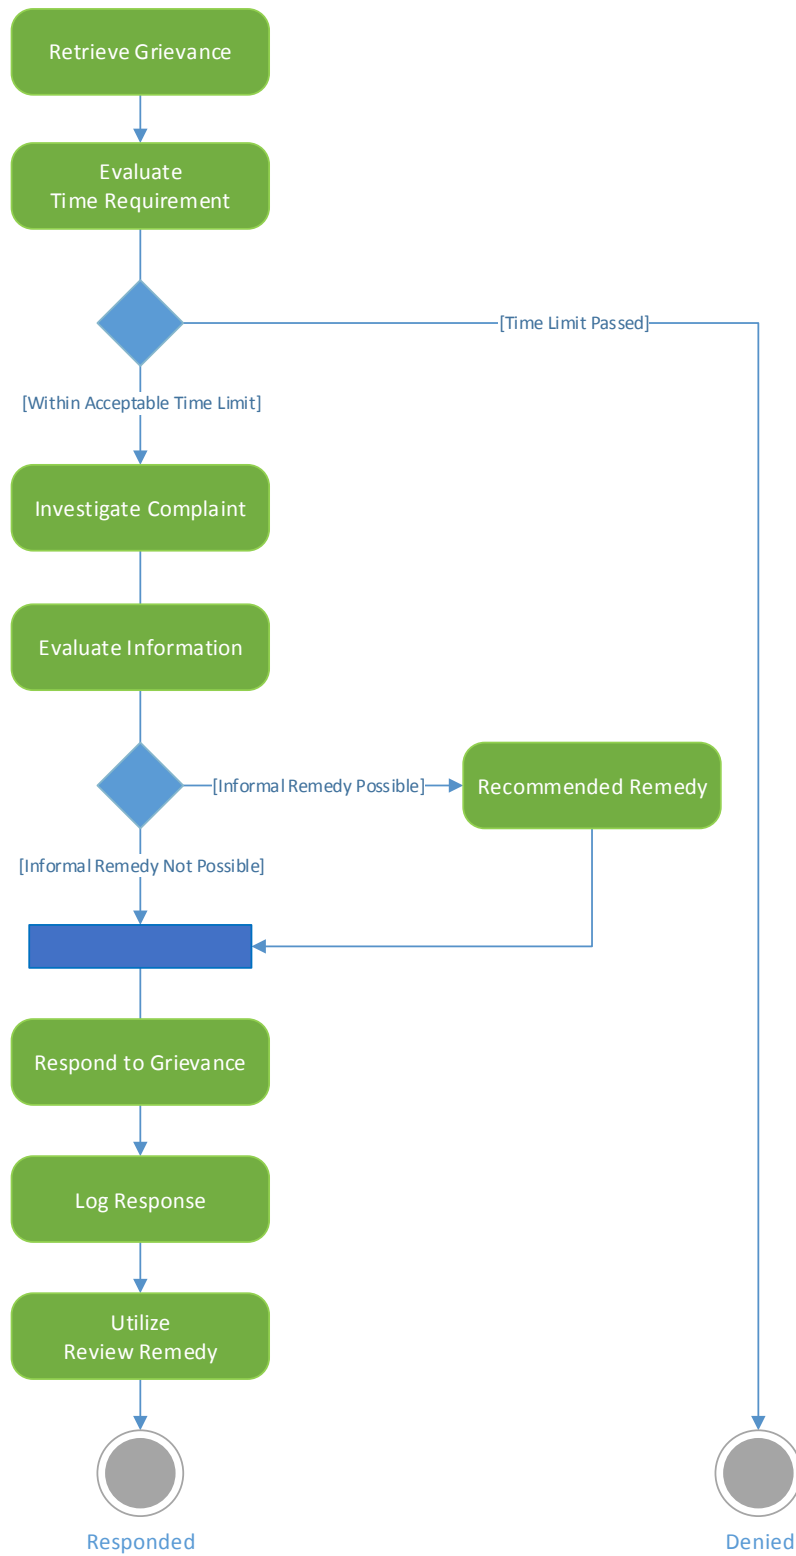 Retrieve Grievance
Evaluate
Time Requirement
[Time Limit Passed]
[Within Acceptable Time Limit]
Investigate Complaint
Evaluate Information
[Informal Remedy Possible]
Recommended Remedy
[Informal Remedy Not Possible]
Respond to Grievance
Log Response
Utilize
Review Remedy
Responded
Denied